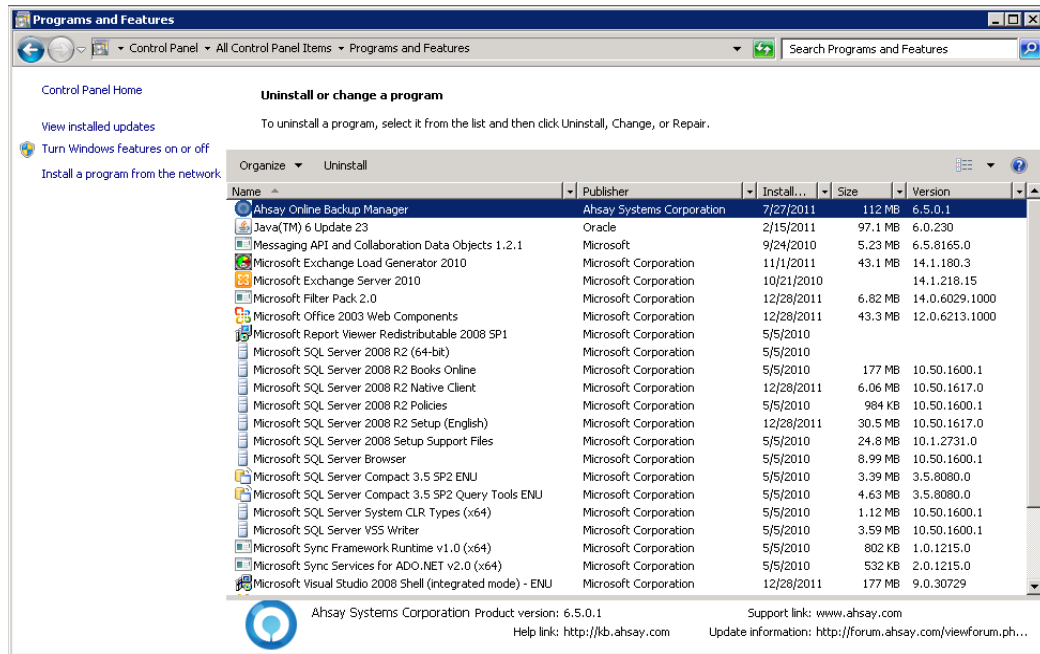 Programs and Features
Control Panel All Control Panel Items Programs and Features Search Programs and Features
Control Panel Home
View installed updates
Turn Windows features on or off
Install a program from the network
Uninstall or change a program
To uninstall a program, select it from the list and then click Uninstall, Change, or Repair.
Organize Uninstall
Name Publisher Install... Size Version
Ahsay Online Backup Manager Ahsay Systems Corporation 7/27/2011 112 MB 6.5.0.1
Java(TM) 6 Update 23 Oracle 2/15/2011 97.1 MB 6.0.230
Messaging API and Collaboration Data Objects 1.2.1 Microsoft 9/24/2010 5.23 MB 6.5.8165.0
Microsoft Exchange Load Generator 2010 Microsoft Corporation 11/1/2011 43.1 MB 14.1.180.3
Microsoft Exchange Server 2010 Microsoft Corporation 10/21/2010 14.1.218.15
Microsoft Filter Pack 2.0 Microsoft Corporation 12/28/2011 6.82 MB 14.0.6029.1000
Microsoft Office 2003 Web Components Microsoft Corporation 12/28/2011 43.3 MB 12.0.6213.1000
Microsoft Report Viewer Redistributable 2008 SP1 Microsoft Corporation 5/5/2010
Microsoft SQL Server 2008 R2 (64-bit) Microsoft Corporation 5/5/2010
Microsoft SQL Server 2008 R2 Books Online Microsoft Corporation 5/5/2010 177 MB 10.50.1600.1
Microsoft SQL Server 2008 R2 Native Client Microsoft Corporation 12/28/2011 6.06 MB 10.50.1617.0
Microsoft SQL Server 2008 R2 Policies Microsoft Corporation 5/5/2010 984 KB 10.50.1600.1
Microsoft SQL Server 2008 R2 Setup (English) Microsoft Corporation 12/28/2011 30.5 MB 10.50.1617.0
Microsoft SQL Server 2008 Setup Support Files Microsoft Corporation 5/5/2010 24.8 MB 10.1.2731.0
Microsoft SQL Server Browser Microsoft Corporation 5/5/2010 8.99 MB 10.50.1600.1
Microsoft SQL Server Compact 3.5 SP2 ENU Microsoft Corporation 5/5/2010 3.39 MB 3.5.8080.0
Microsoft SQL Server Compact 3.5 SP2 Query Tools ENU Microsoft Corporation 5/5/2010 4.63 MB 3.5.8080.0
Microsoft SQL Server System CLR Types (x64) Microsoft Corporation 5/5/2010 1.12 MB 10.50.1600.1
Microsoft SQL Server VSS Writer Microsoft Corporation 5/5/2010 3.59 MB 10.50.1600.1
Microsoft Sync Framework Runtime v1.0 (x64) Microsoft Corporation 5/5/2010 802 KB 1.0.1215.0
Microsoft Sync Services for ADO.NET v2.0 (x64) Microsoft Corporation 5/5/2010 532 KB 2.0.1215.0
Microsoft Visual Studio 2008 Shell (integrated mode) - ENU Microsoft Corporation 12/28/2011 177 MB 9.0.30729
Ahsay Systems Corporation Product version: 6.5.0.1 Support link: www.ahsay.com
Help link: http://kb.ahsay.com Update information: http://forum.ahsay.com/viewforum.ph...